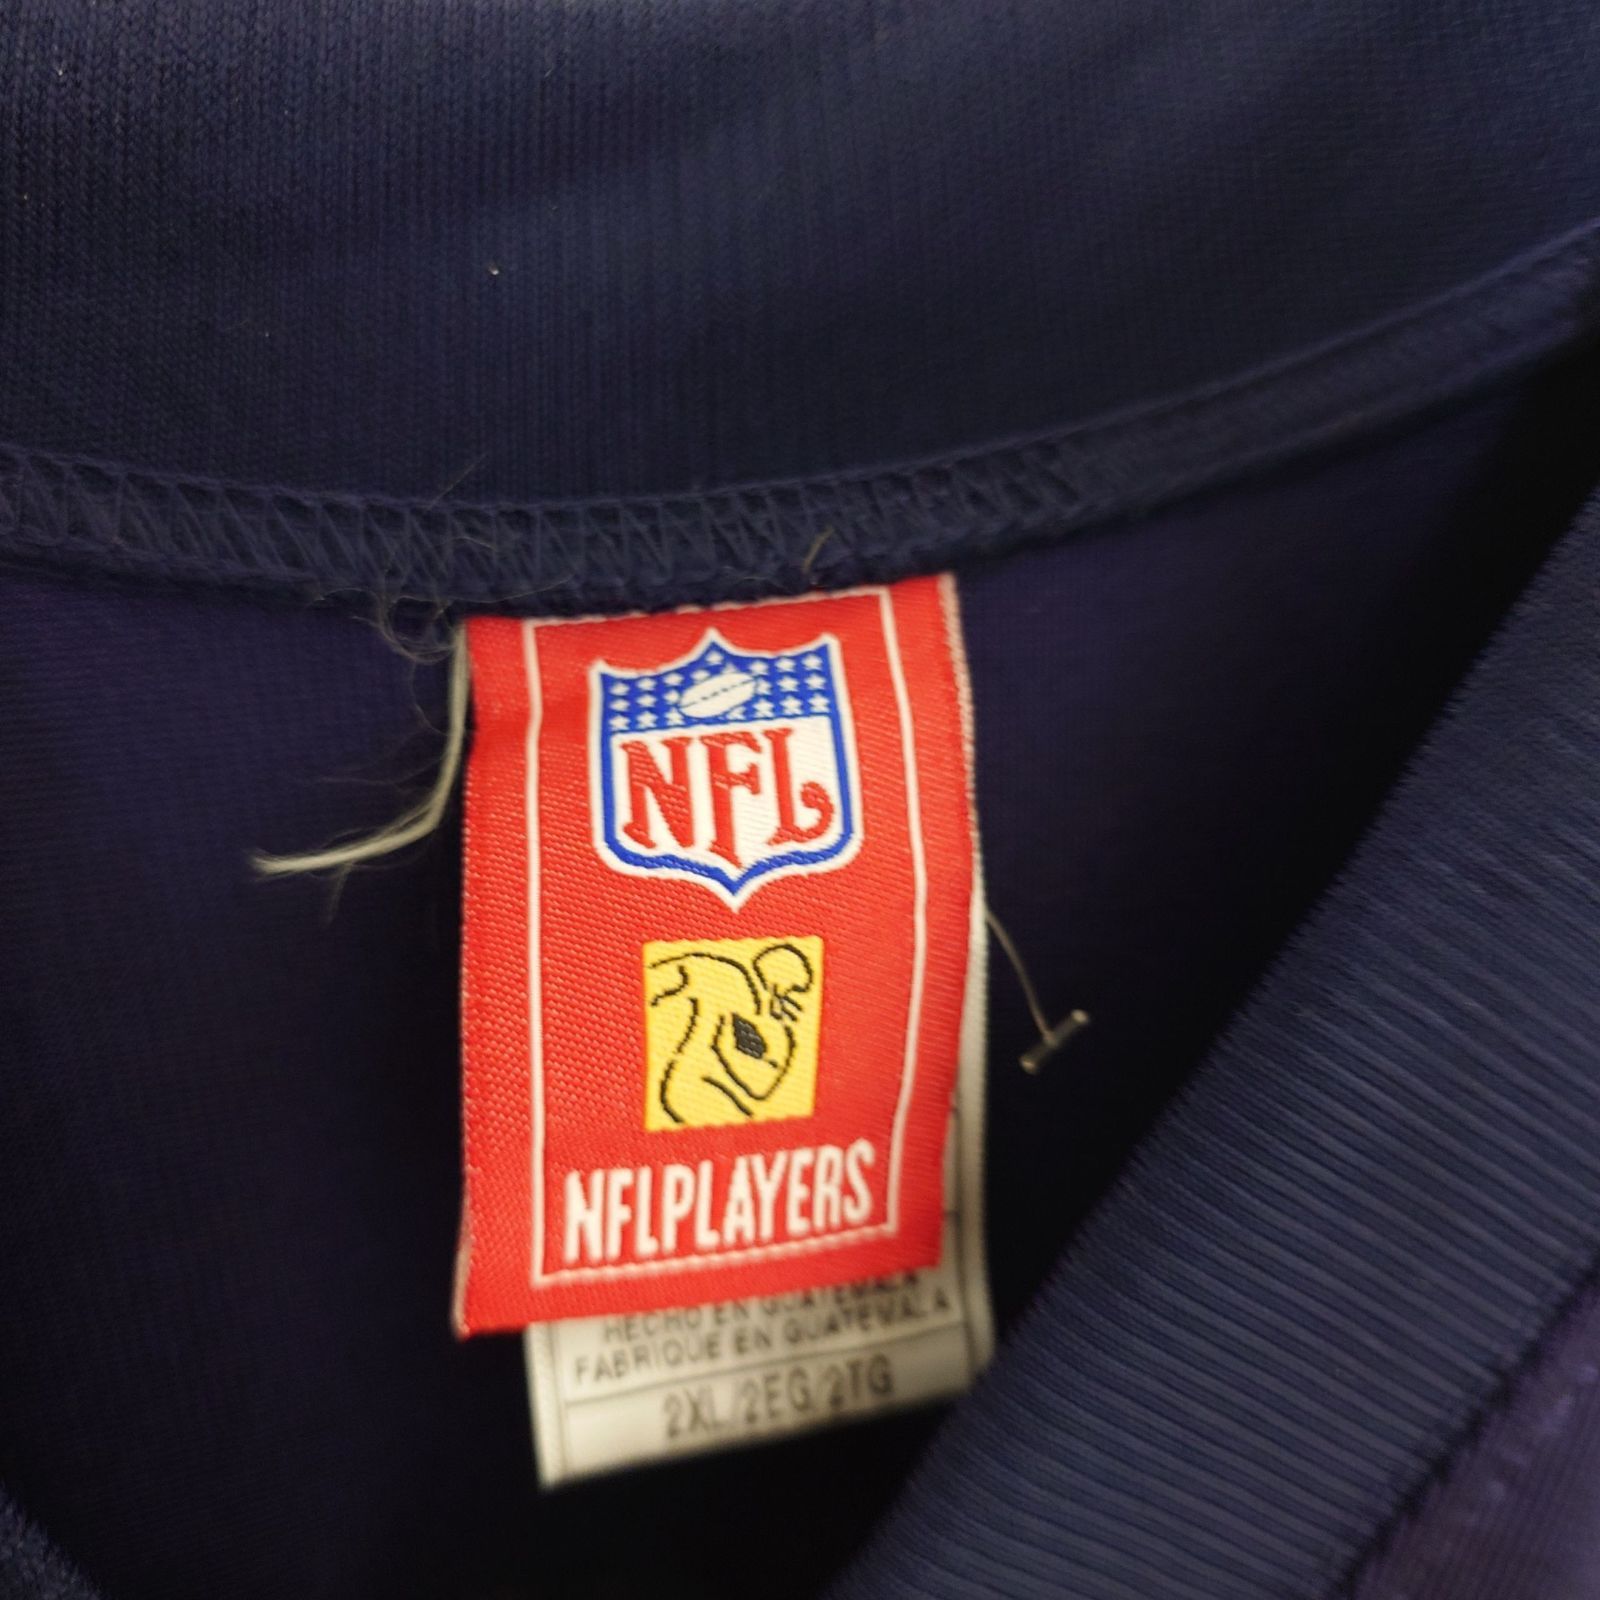 NFL
NFLPLAYERS
HECHO EN GUATEMALA
FABRIQUE EN GUATEMALA
2XL/2EG/2TG